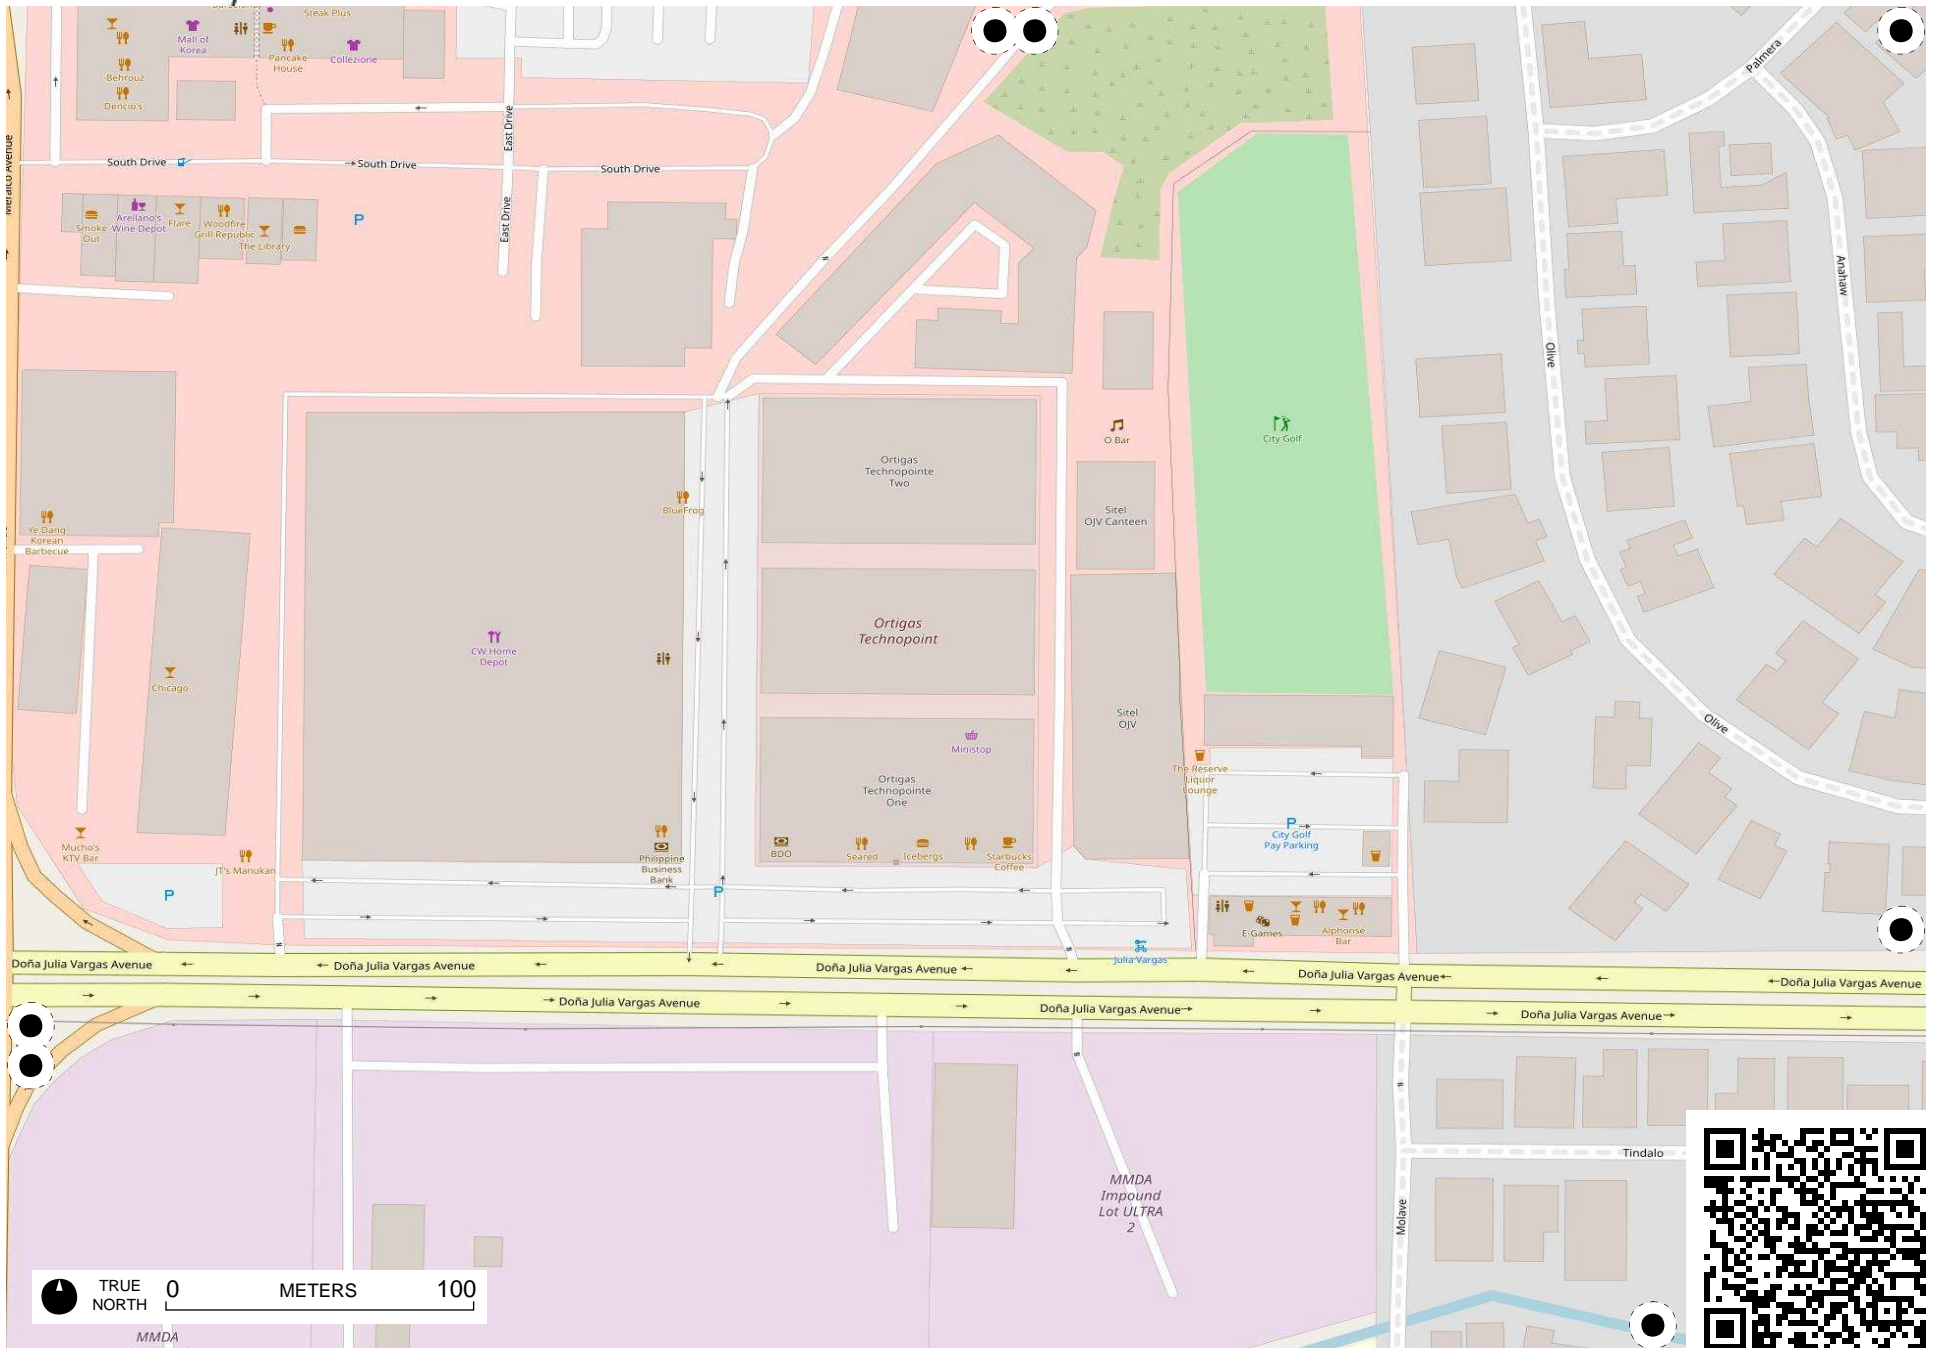 Steak Plus
Mall of
Korea
Pancake
House
Collezione
Behrouz
Dencio's
Palmera
East Drive
Meralco Avenue
South Drive
South Drive
South Drive
Arellano's
Wine Depot
Smoke
Out
Flare
Woodfire
Grill Republic
The Library
P
East Drive
Anahaw
Olive
O Bar
City Golf
Ortigas
Technopointe
Two
BlueFrog
Sitel
OJV Canteen
Ye Dang
Korean
Barbecue
Ortigas
Technopoint
CW Home
Depot
Chicago
Sitel
OJV
Olive
Ministop
The Reserve
Liquor
Lounge
Ortigas
Technopointe
One
P
City Golf
Pay Parking
Mucho's
KTV Bar
JT's Manukan
Philippine
Business
Bank
BDO
Seared
Icebergs
Starbucks
Coffee
P
P
E-Games
Alphonse
Bar
Julia Vargas
Doña Julia Vargas Avenue
Doña Julia Vargas Avenue
Doña Julia Vargas Avenue
Doña Julia Vargas Avenue
Doña Julia Vargas Avenue
Doña Julia Vargas Avenue
Doña Julia Vargas Avenue
Doña Julia Vargas Avenue
Tindalo
Molave
MMDA
Impound
Lot ULTRA
2
TRUE
NORTH
0 METERS 100
MMDA